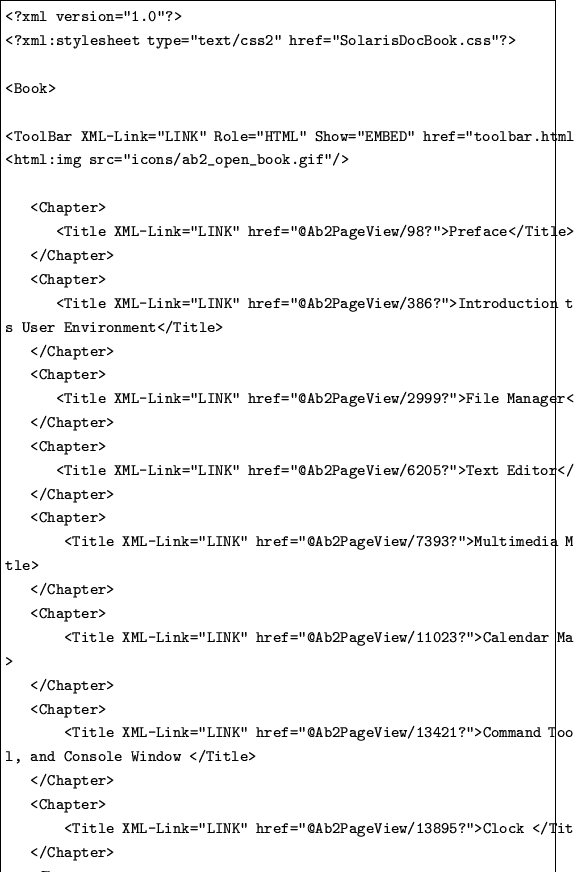 <?xml version="1.0"?>
<?xml:stylesheet type="text/css2" href="SolarisDocBook.css"?>
<Book>
<ToolBar XML-Link="LINK" Role="HTML" Show="EMBED" href="toolbar.html
<html:img src="icons/ab2_open_book.gif"/>
<Chapter>
<Title XML-Link="LINK" href="@Ab2PageView/98?">Preface</Title>
</Chapter>
<Chapter>
<Title XML-Link="LINK" href="@Ab2PageView/386?">Introduction t
s User Environment</Title>
</Chapter>
<Chapter>
<Title XML-Link="LINK" href="@Ab2PageView/2999?">File Manager<
</Chapter>
<Chapter>
<Title XML-Link="LINK" href="@Ab2PageView/6205?">Text Editor</
</Chapter>
<Chapter>
<Title XML-Link="LINK" href="@Ab2PageView/7393?">Multimedia M
tle>
</Chapter>
<Chapter>
<Title XML-Link="LINK" href="@Ab2PageView/11023?">Calendar Ma
>
</Chapter>
<Chapter>
<Title XML-Link="LINK" href="@Ab2PageView/13421?">Command Too
l, and Console Window </Title>
</Chapter>
<Chapter>
<Title XML-Link="LINK" href="@Ab2PageView/13895?">Clock </Tit
</Chapter>